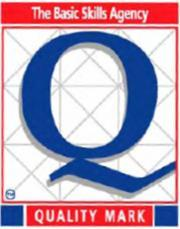 The Basic Skills Agency
Q
QUALITY MARK